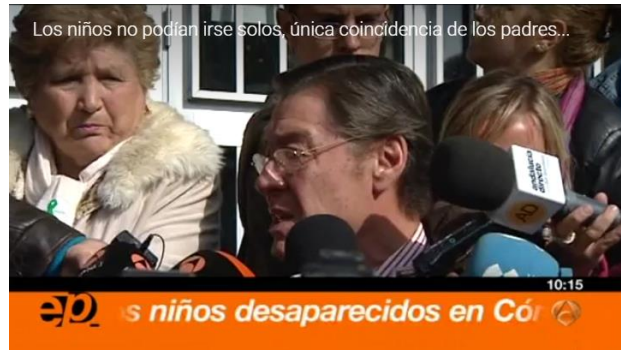 Los niños no podían irse solos, única coincidencia de los padres...
andalucía
directo
AD
10:15
ep
s niños desaparecidos en Có